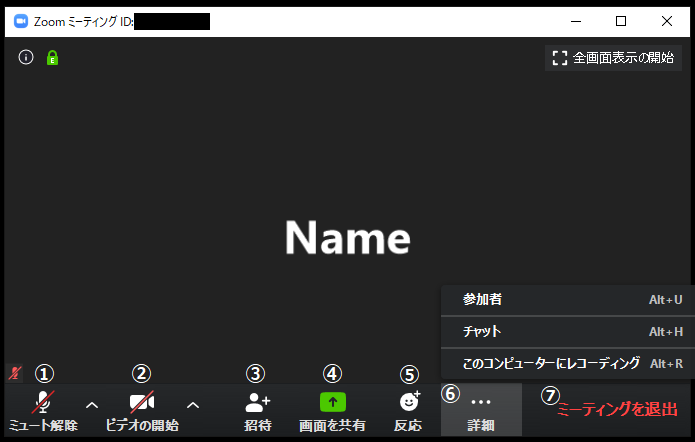 Zoom ミーティング ID:
E
全画面表示の開始
Name
参加者 Alt+U
チャット Alt+H
このコンピューターにレコーディング Alt+R
① ② ③ ④ ⑤ ⑥ ⑦
ミュート解除 ビデオの開始 招待 画面を共有 反応 詳細 ミーティングを退出